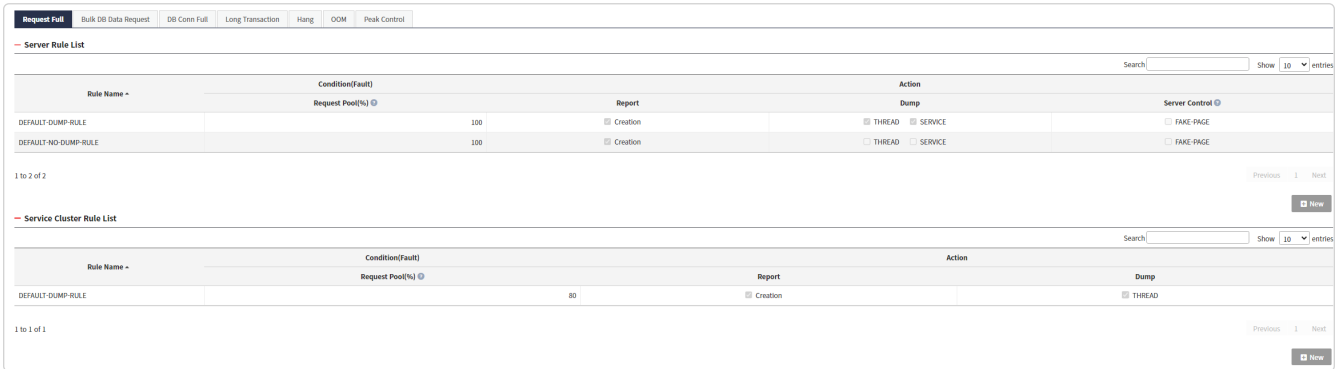 Request Full Bulk DB Data Request DB Conn Full Long Transaction Hang OOM Peak Control
Server Rule List
Search Show 10 entries
Condition(Fault) Action
Rule Name
Request Pool(%) Report Dump Server Control
DEFAULT-DUMP-RULE 100 Creation THREAD SERVICE FAKE-PAGE
DEFAULT-NO-DUMP-RULE 100 Creation THREAD SERVICE FAKE-PAGE
1 to 2 of 2 Previous 1 Next
New
Service Cluster Rule List
Search Show 10 entries
Condition(Fault) Action
Rule Name
Request Pool(%) Report Dump
DEFAULT-DUMP-RULE 80 Creation THREAD
1 to 1 of 1 Previous 1 Next
New